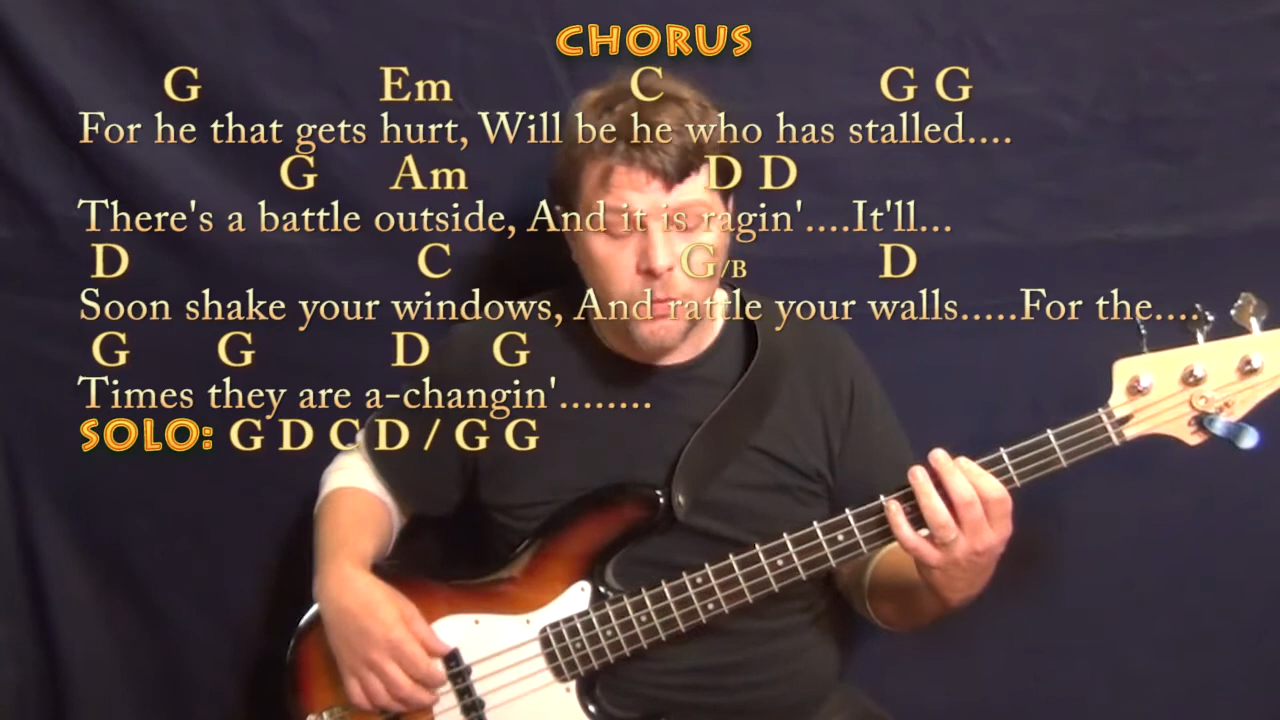 CHORUS
G Em C G G
For he that gets hurt, Will be he who has stalled....
G Am D D
There's a battle outside, And it is ragin'....It'll...
D C G/B D
Soon shake your windows, And rattle your walls.....For the....
G G D G
Times they are a-changin'........
SOLO: G D C D / G G